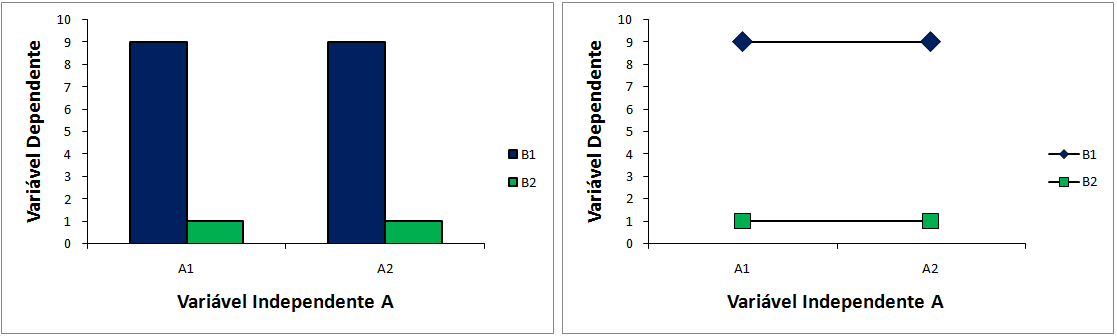 Variável Dependente
10
9
8
7
6
5
4
3
2
1
0
A1 A2
Variável Independente A
B1
B2
Variável Dependente
10
9
8
7
6
5
4
3
2
1
0
A1 A2
Variável Independente A
B1
B2